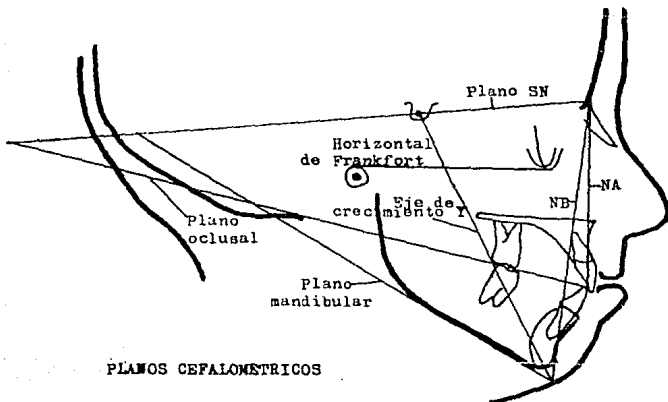 Plano SN
Horizontal
de Frankfort
NA
NB
Eje de
crecimiento Y
Plano
oclusal
Plano
mandibular
PLANOS CEFALOMETRICOS